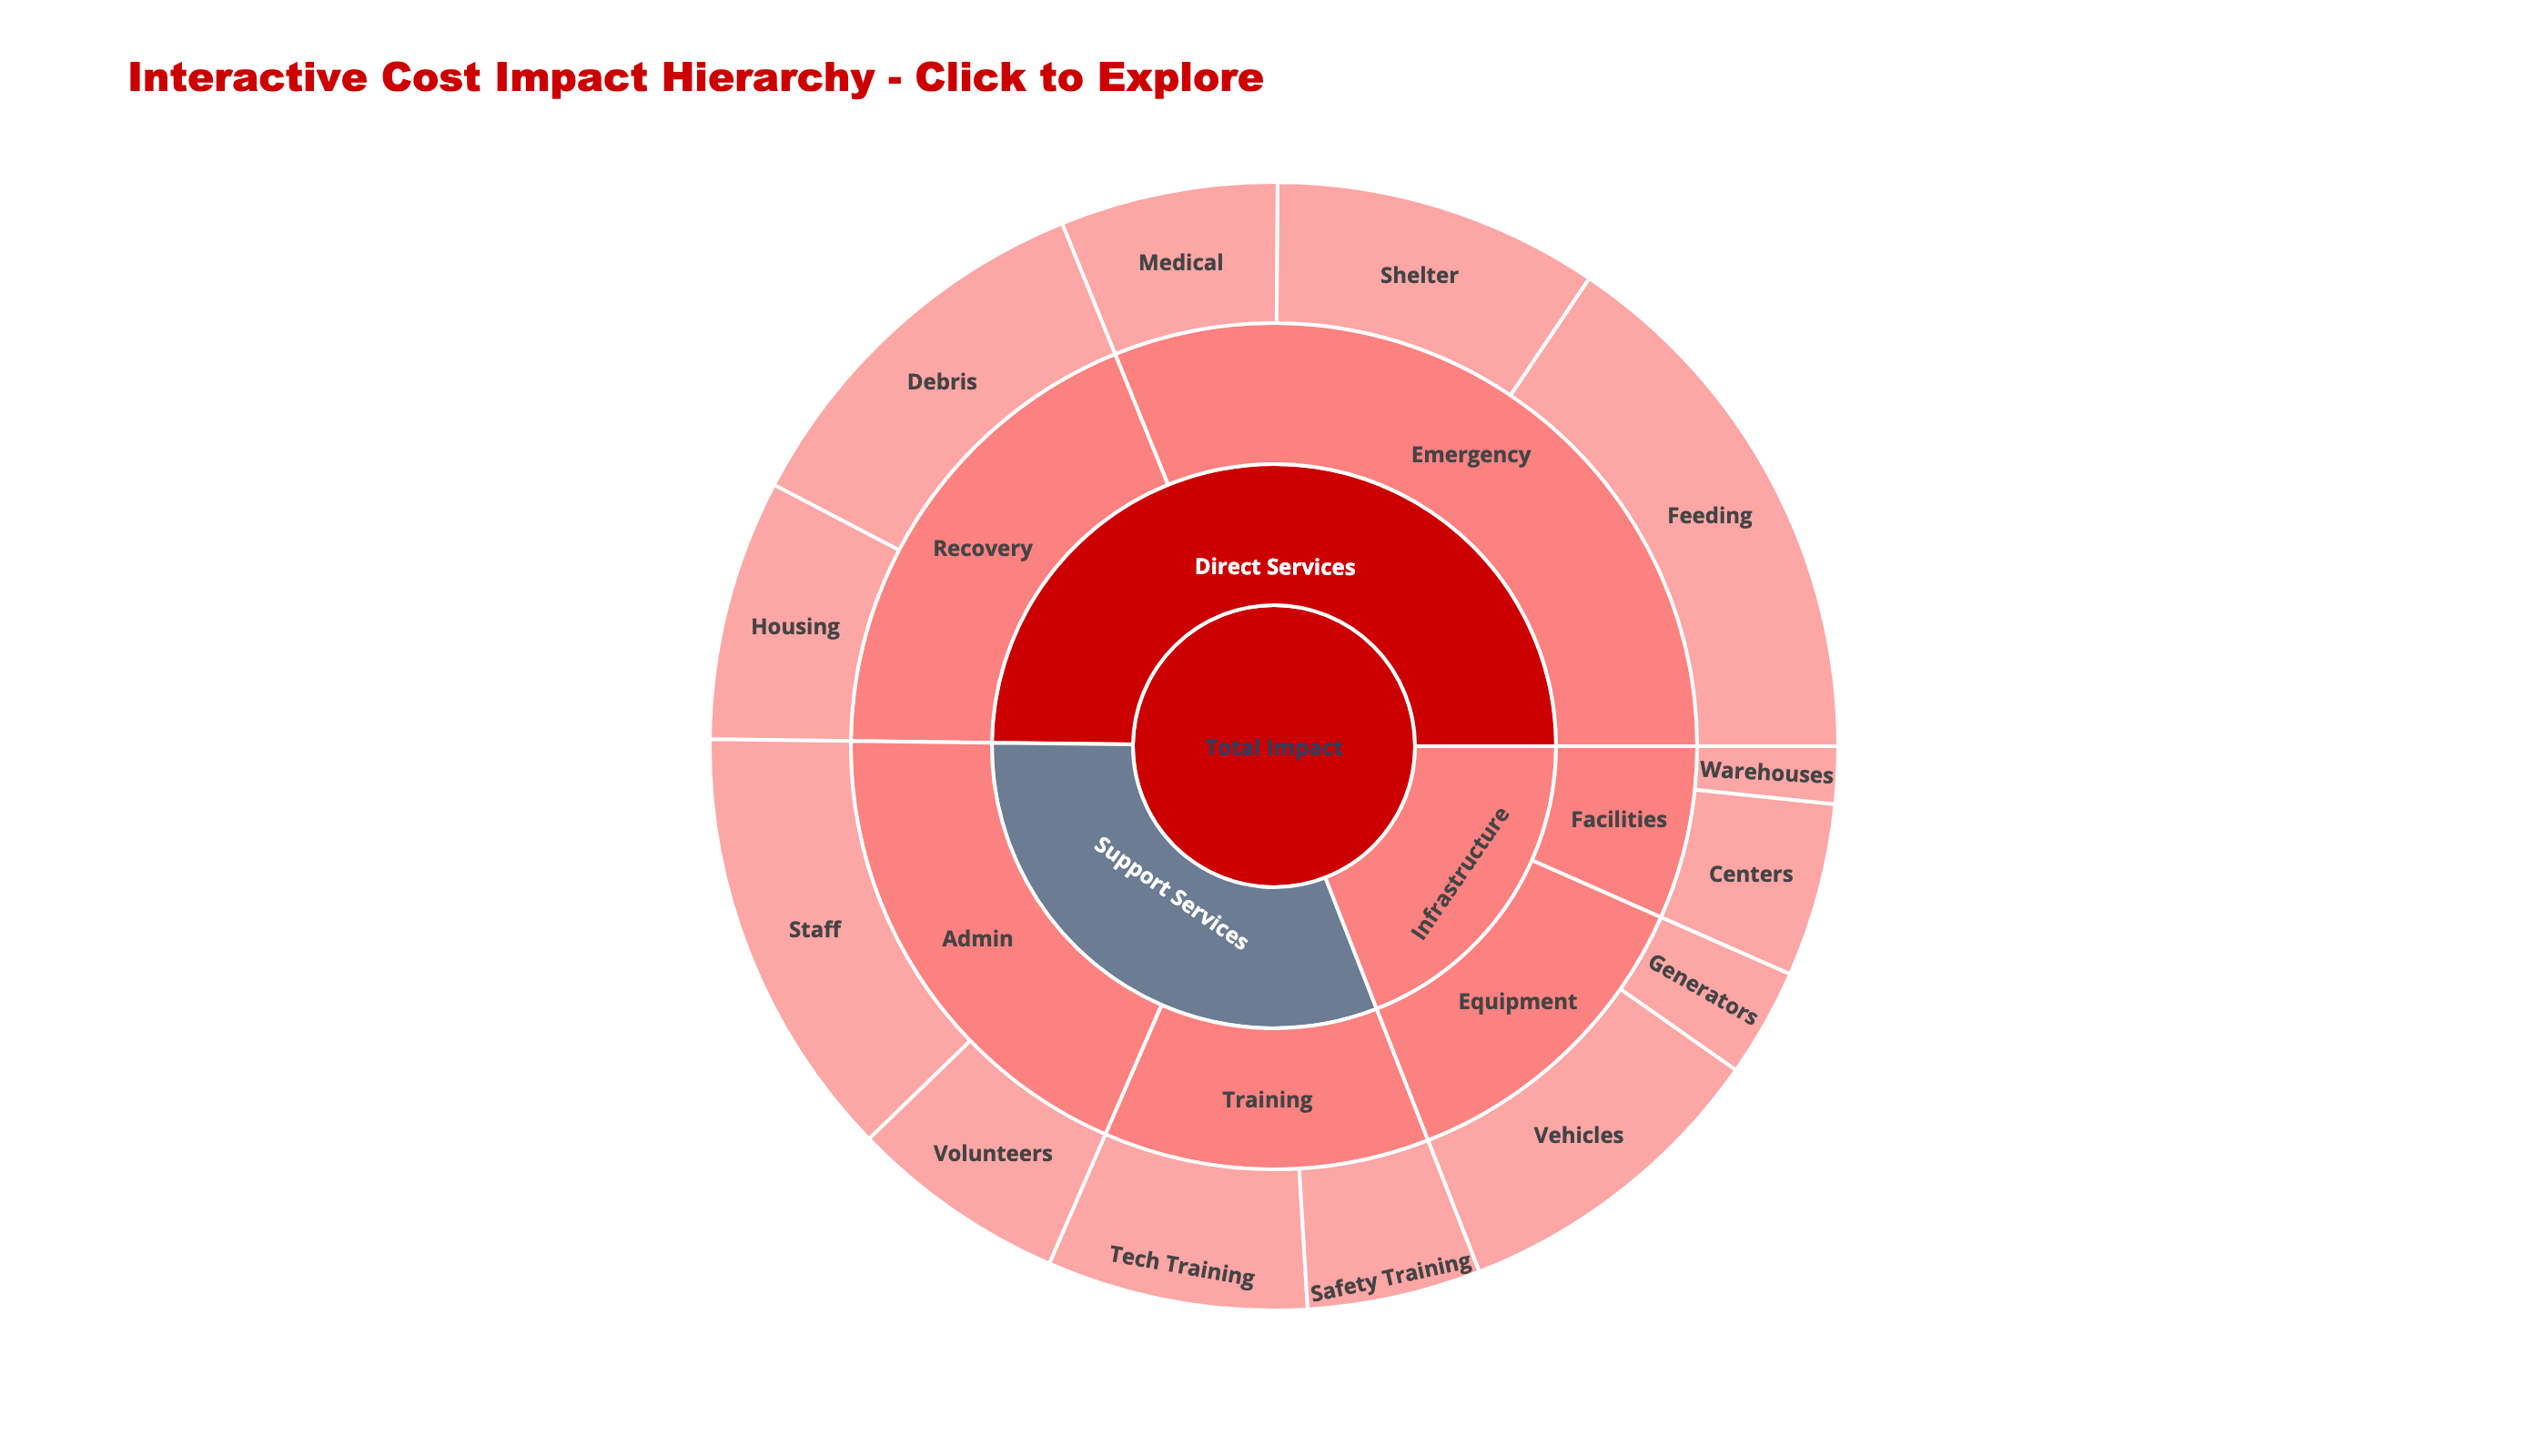 Interactive Cost Impact Hierarchy - Click to Explore
Medical
Shelter
Debris
Emergency
Feeding
Recovery
Direct Services
Housing
Total Impact
Warehouses
Facilities
Infrastructure
Centers
Support Services
Staff
Admin
Generators
Equipment
Training
Vehicles
Volunteers
Tech Training
Safety Training